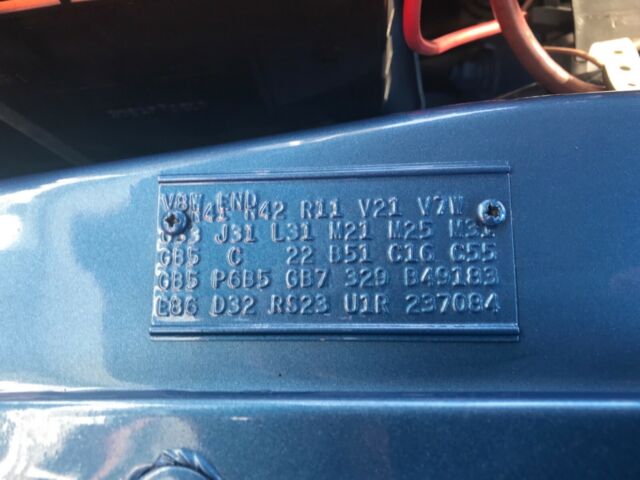 V8W END
N41 N42 R11 V21 V7W
J31 L31 M21 M25
GB5 C 22 B51 C16 C55
GB5 P6B5 GB7 329 B49183
E86 D32 RS23 U1R 237084